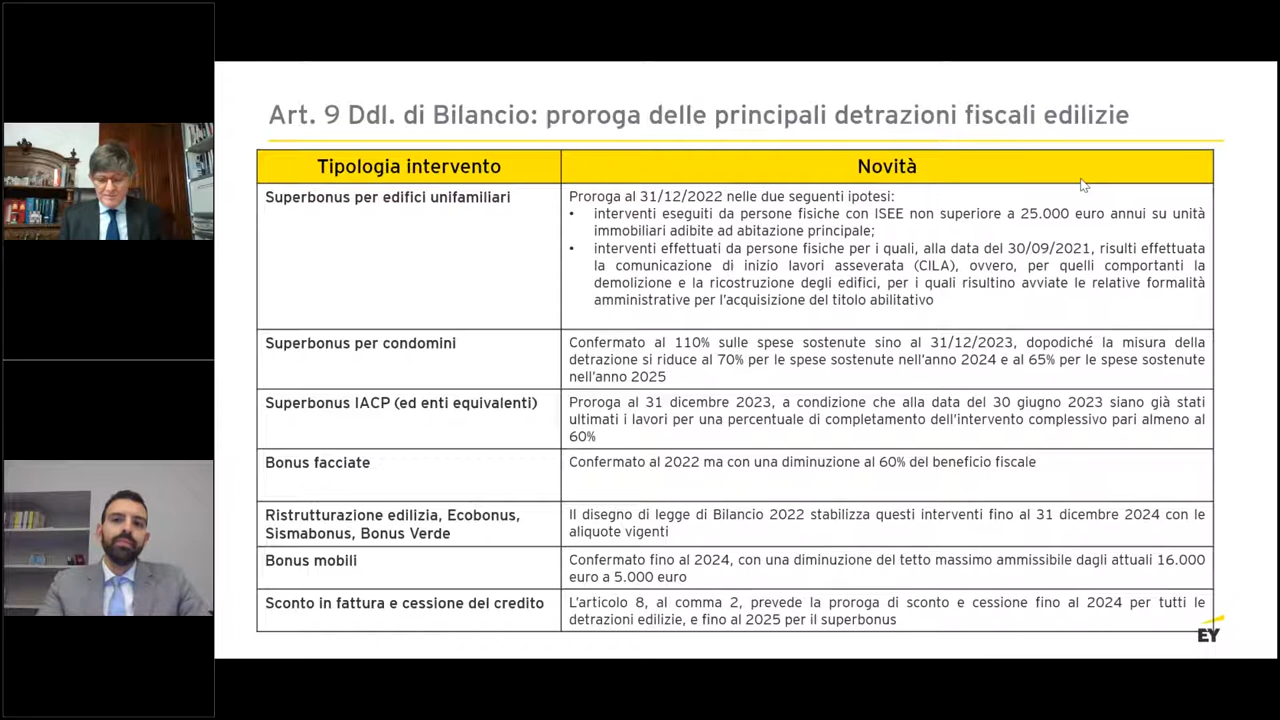 Art. 9 Ddl. di Bilancio: proroga delle principali detrazioni fiscali edilizie
Tipologia intervento
Novità
Superbonus per edifici unifamiliari
Proroga al 31/12/2022 nelle due seguenti ipotesi:
• interventi eseguiti da persone fisiche con ISEE non superiore a 25.000 euro annui su unità
immobiliari adibite ad abitazione principale;
• interventi effettuati da persone fisiche per i quali, alla data del 30/09/2021, risulti effettuata
la comunicazione di inizio lavori asseverata (CILA), ovvero, per quelli comportanti la
demolizione e la ricostruzione degli edifici, per i quali risultino avviate le relative formalità
amministrative per l'acquisizione del titolo abilitativo
Superbonus per condomini
Confermato al 110% sulle spese sostenute sino al 31/12/2023, dopodiché la misura della
detrazione si riduce al 70% per le spese sostenute nell'anno 2024 e al 65% per le spese sostenute
nell'anno 2025
Superbonus IACP (ed enti equivalenti)
Proroga al 31 dicembre 2023, a condizione che alla data del 30 giugno 2023 siano già stati
ultimati i lavori per una percentuale di completamento dell'intervento complessivo pari almeno al
60%
Bonus facciate
Confermato al 2022 ma con una diminuzione al 60% del beneficio fiscale
Ristrutturazione edilizia, Ecobonus,
Sismabonus, Bonus Verde
Il disegno di legge di Bilancio 2022 stabilizza questi interventi fino al 31 dicembre 2024 con le
aliquote vigenti
Bonus mobili
Confermato fino al 2024, con una diminuzione del tetto massimo ammissibile dagli attuali 16.000
euro a 5.000 euro
Sconto in fattura e cessione del credito
L'articolo 8, al comma 2, prevede la proroga di sconto e cessione fino al 2024 per tutti le
detrazioni edilizie, e fino al 2025 per il superbonus
EY